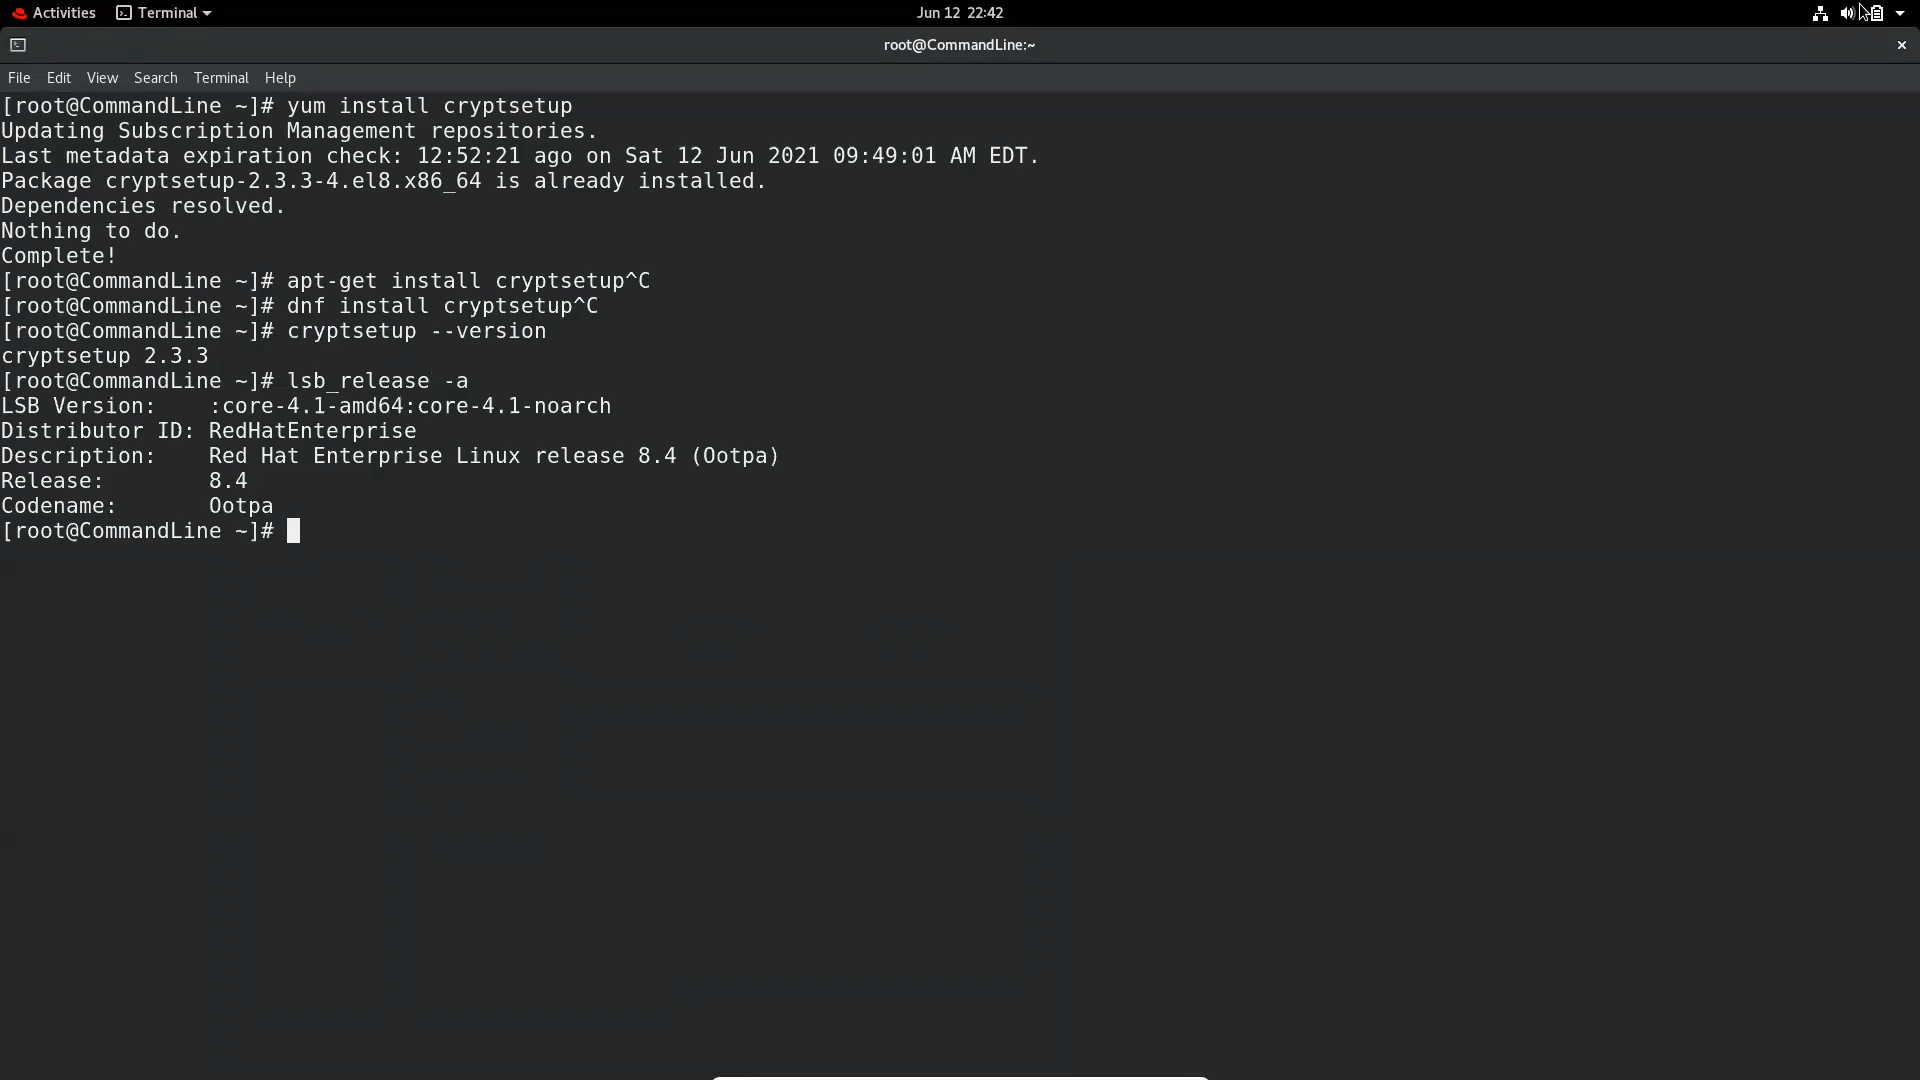 Activities Terminal Jun 12 22:42
root@CommandLine:~
File Edit View Search Terminal Help
[root@CommandLine ~]# yum install cryptsetup
Updating Subscription Management repositories.
Last metadata expiration check: 12:52:21 ago on Sat 12 Jun 2021 09:49:01 AM EDT.
Package cryptsetup-2.3.3-4.el8.x86_64 is already installed.
Dependencies resolved.
Nothing to do.
Complete!
[root@CommandLine ~]# apt-get install cryptsetup^C
[root@CommandLine ~]# dnf install cryptsetup^C
[root@CommandLine ~]# cryptsetup --version
cryptsetup 2.3.3
[root@CommandLine ~]# lsb_release -a
LSB Version:    :core-4.1-amd64:core-4.1-noarch
Distributor ID: RedHatEnterprise
Description:    Red Hat Enterprise Linux release 8.4 (Ootpa)
Release:        8.4
Codename:       Ootpa
[root@CommandLine ~]#